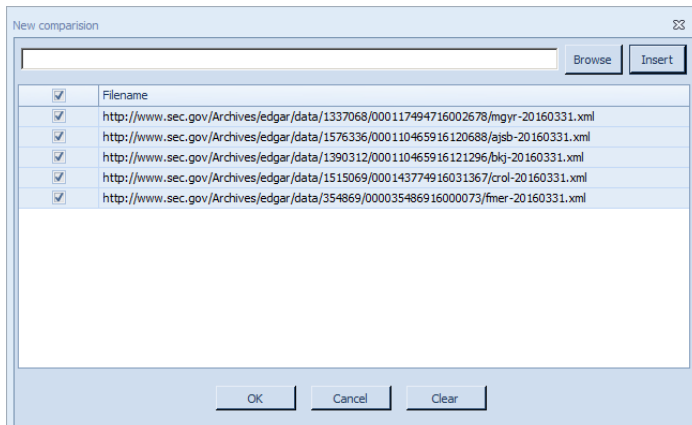 New comparision
Browse
Insert
Filename
http://www.sec.gov/Archives/edgar/data/1337068/000117494716002678/mgyr-20160331.xml
http://www.sec.gov/Archives/edgar/data/1576336/000110465916120688/ajsb-20160331.xml
http://www.sec.gov/Archives/edgar/data/1390312/000110465916121296/bkj-20160331.xml
http://www.sec.gov/Archives/edgar/data/1515069/000143774916031367/crol-20160331.xml
http://www.sec.gov/Archives/edgar/data/354869/000035486916000073/fmer-20160331.xml
OK
Cancel
Clear